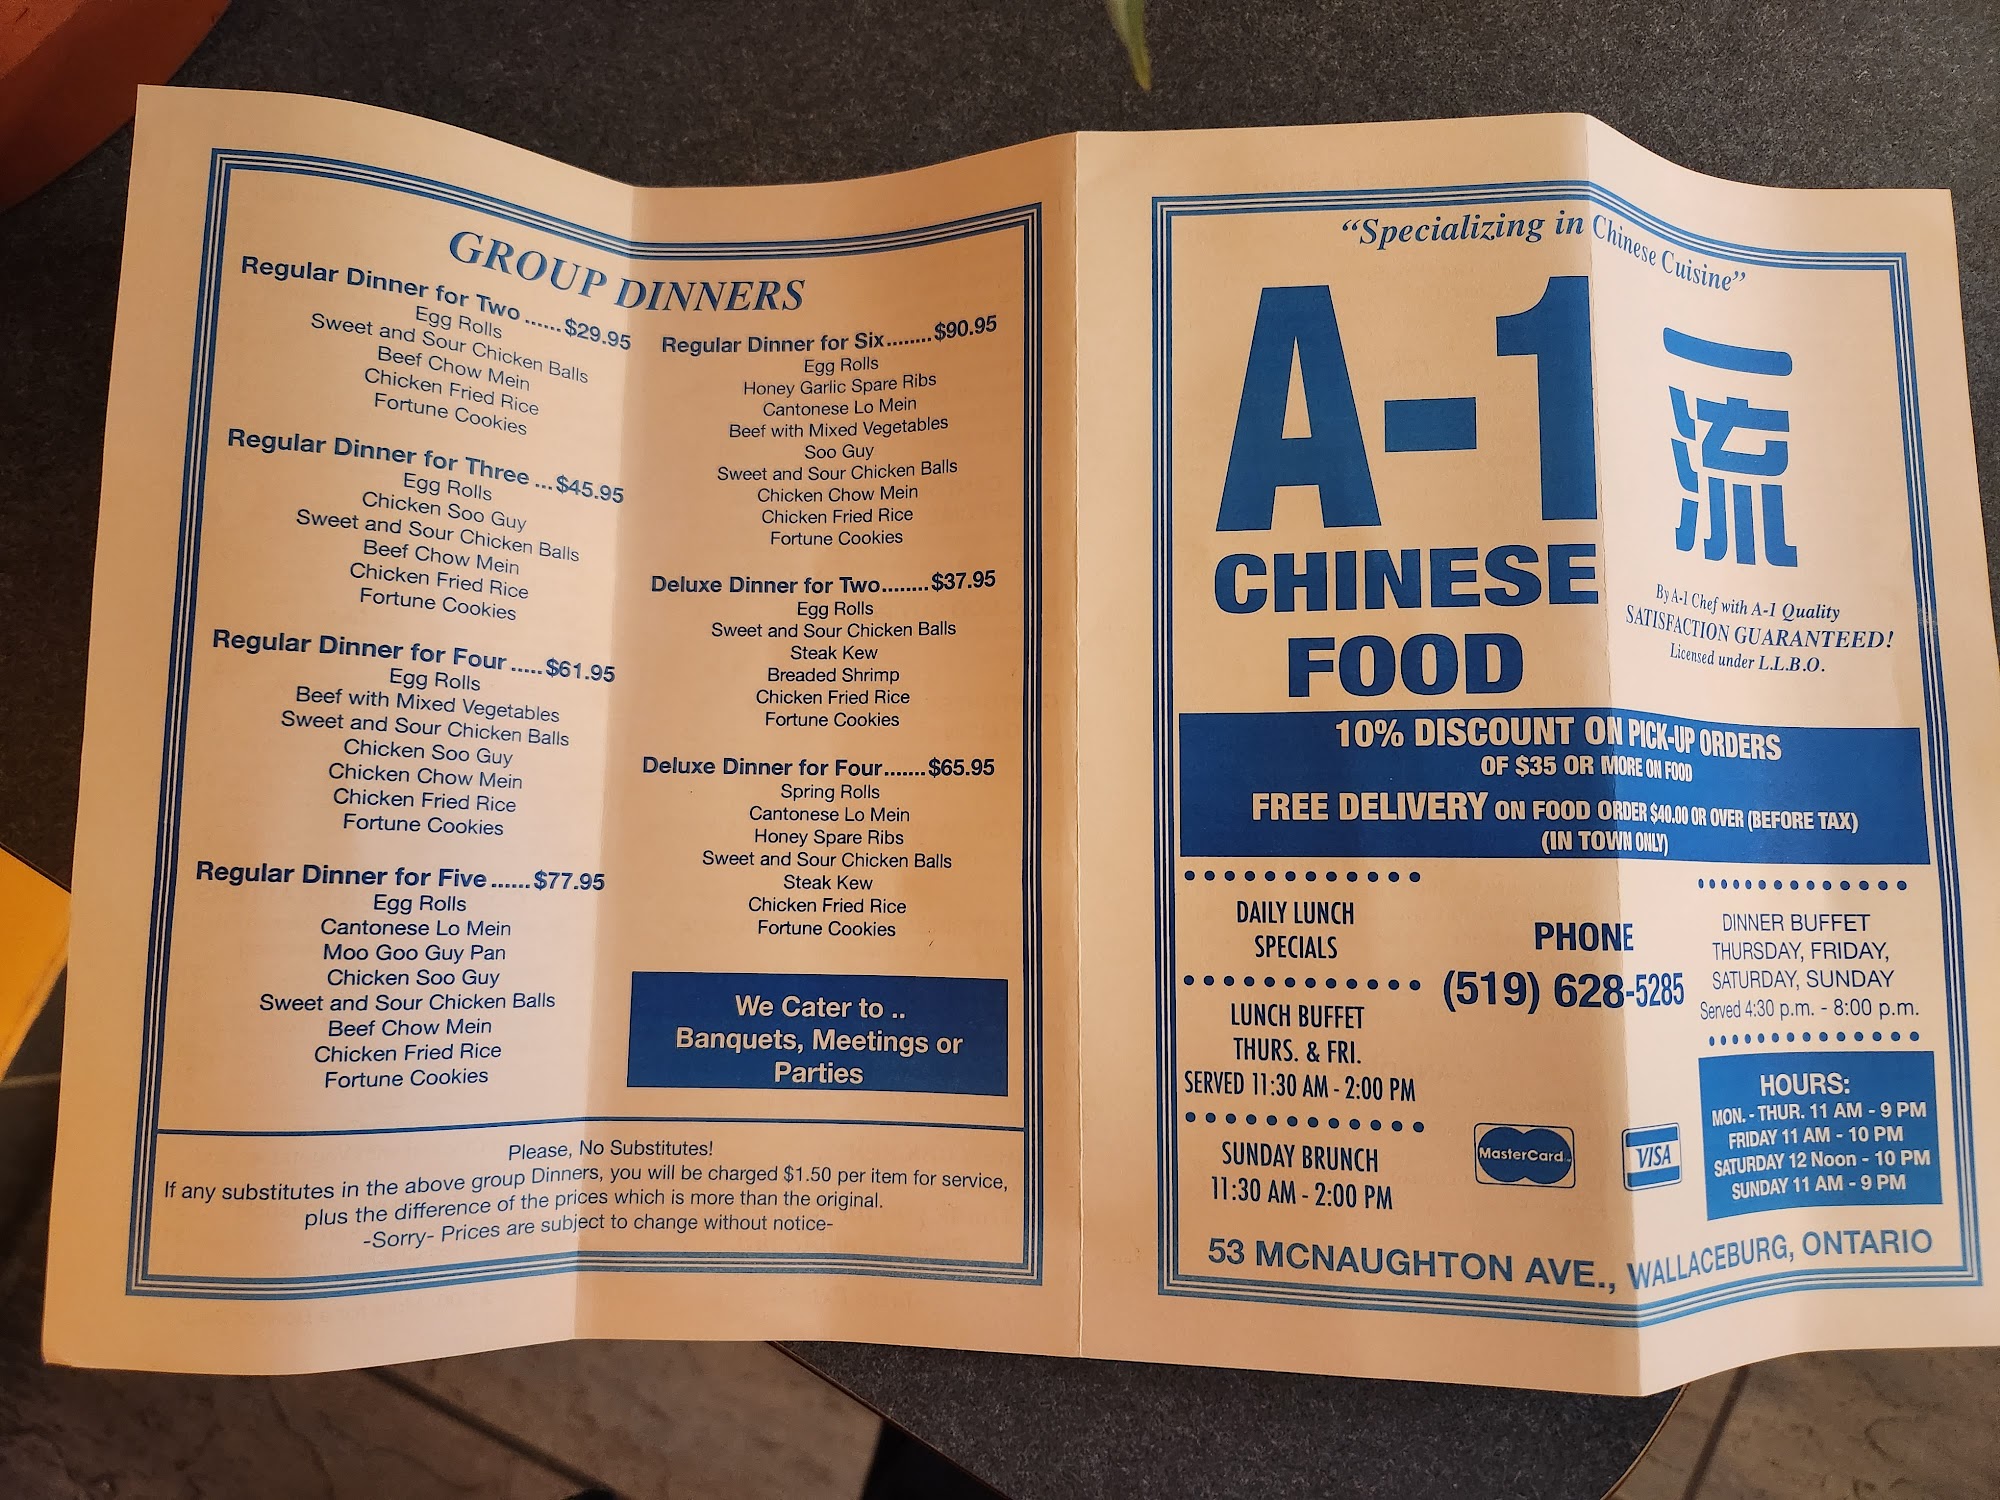 GROUP DINNERS
Regular Dinner for Two ...... $29.95
Egg Rolls
Sweet and Sour Chicken Balls
Beef Chow Mein
Chicken Fried Rice
Fortune Cookies
Regular Dinner for Three ... $45.95
Egg Rolls
Chicken Soo Guy
Sweet and Sour Chicken Balls
Beef Chow Mein
Chicken Fried Rice
Fortune Cookies
Regular Dinner for Four ..... $61.95
Egg Rolls
Beef with Mixed Vegetables
Sweet and Sour Chicken Balls
Chicken Soo Guy
Chicken Chow Mein
Chicken Fried Rice
Fortune Cookies
Regular Dinner for Five ...... $77.95
Egg Rolls
Cantonese Lo Mein
Moo Goo Guy Pan
Chicken Soo Guy
Sweet and Sour Chicken Balls
Beef Chow Mein
Chicken Fried Rice
Fortune Cookies
Regular Dinner for Six........ $90.95
Egg Rolls
Honey Garlic Spare Ribs
Cantonese Lo Mein
Beef with Mixed Vegetables
Soo Guy
Sweet and Sour Chicken Balls
Chicken Chow Mein
Chicken Fried Rice
Fortune Cookies
Deluxe Dinner for Two........ $37.95
Egg Rolls
Sweet and Sour Chicken Balls
Steak Kew
Breaded Shrimp
Chicken Fried Rice
Fortune Cookies
Deluxe Dinner for Four....... $65.95
Spring Rolls
Cantonese Lo Mein
Honey Spare Ribs
Sweet and Sour Chicken Balls
Steak Kew
Chicken Fried Rice
Fortune Cookies
We Cater to ..
Banquets, Meetings or
Parties
Please, No Substitutes!
If any substitutes in the above group Dinners, you will be charged $1.50 per item for service,
plus the difference of the prices which is more than the original.
-Sorry- Prices are subject to change without notice-
“Specializing in Chinese Cuisine”
A-1
CHINESE
FOOD
一流
By A-1 Chef with A-1 Quality
SATISFACTION GUARANTEED!
Licensed under L.L.B.O.
10% DISCOUNT ON PICK-UP ORDERS
OF $35 OR MORE ON FOOD
FREE DELIVERY ON FOOD ORDER $40.00 OR OVER (BEFORE TAX)
(IN TOWN ONLY)
DAILY LUNCH
SPECIALS
LUNCH BUFFET
THURS. & FRI.
SERVED 11:30 AM - 2:00 PM
SUNDAY BRUNCH
11:30 AM - 2:00 PM
PHONE
(519) 628-5285
MasterCard
VISA
DINNER BUFFET
THURSDAY, FRIDAY,
SATURDAY, SUNDAY
Served 4:30 p.m. - 8:00 p.m.
HOURS:
MON. - THUR. 11 AM - 9 PM
FRIDAY 11 AM - 10 PM
SATURDAY 12 Noon - 10 PM
SUNDAY 11 AM - 9 PM
53 MCNAUGHTON AVE., WALLACEBURG, ONTARIO